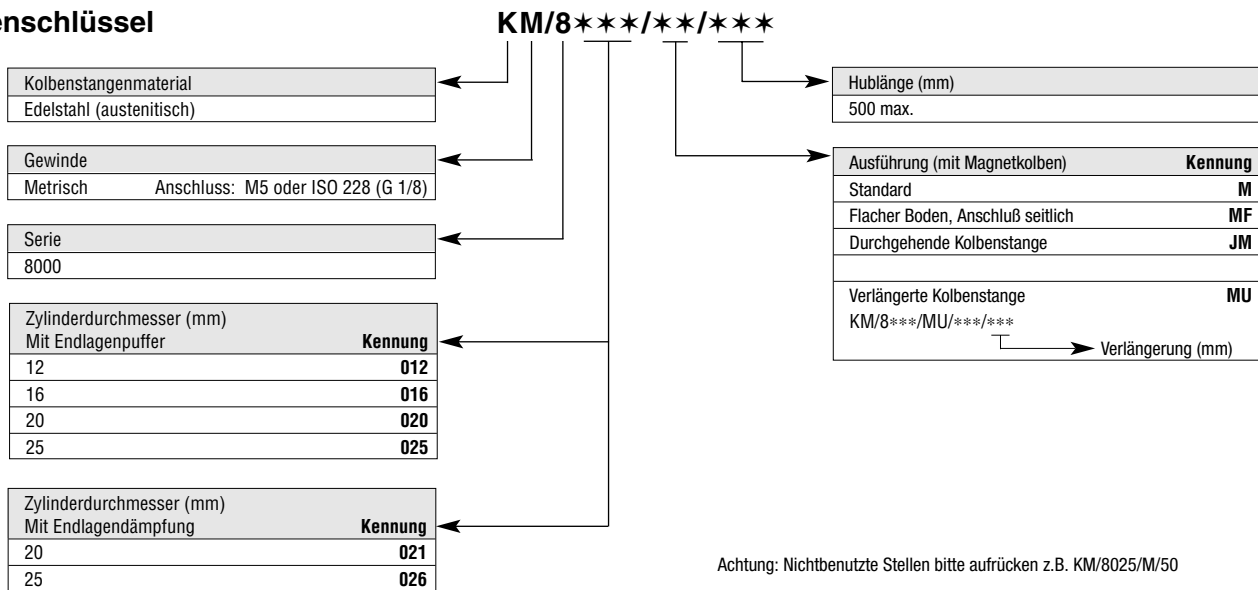 enschlüssel
KM/8✶✶✶/✶✶/✶✶✶
Kolbenstangenmaterial
Edelstahl (austenitisch)
Gewinde
Metrisch Anschluss: M5 oder ISO 228 (G 1/8)
Serie
8000
Zylinderdurchmesser (mm)
Mit Endlagenpuffer Kennung
12 012
16 016
20 020
25 025
Zylinderdurchmesser (mm)
Mit Endlagendämpfung Kennung
20 021
25 026
Hublänge (mm)
500 max.
Ausführung (mit Magnetkolben) Kennung
Standard M
Flacher Boden, Anschluß seitlich MF
Durchgehende Kolbenstange JM
Verlängerte Kolbenstange MU
KM/8✶✶✶/MU/✶✶✶/✶✶✶
Verlängerung (mm)
Achtung: Nichtbenutzte Stellen bitte aufrücken z.B. KM/8025/M/50